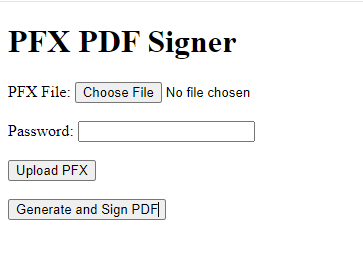 PFX PDF Signer
PFX File: Choose File No file chosen
Password:
Upload PFX
Generate and Sign PDF